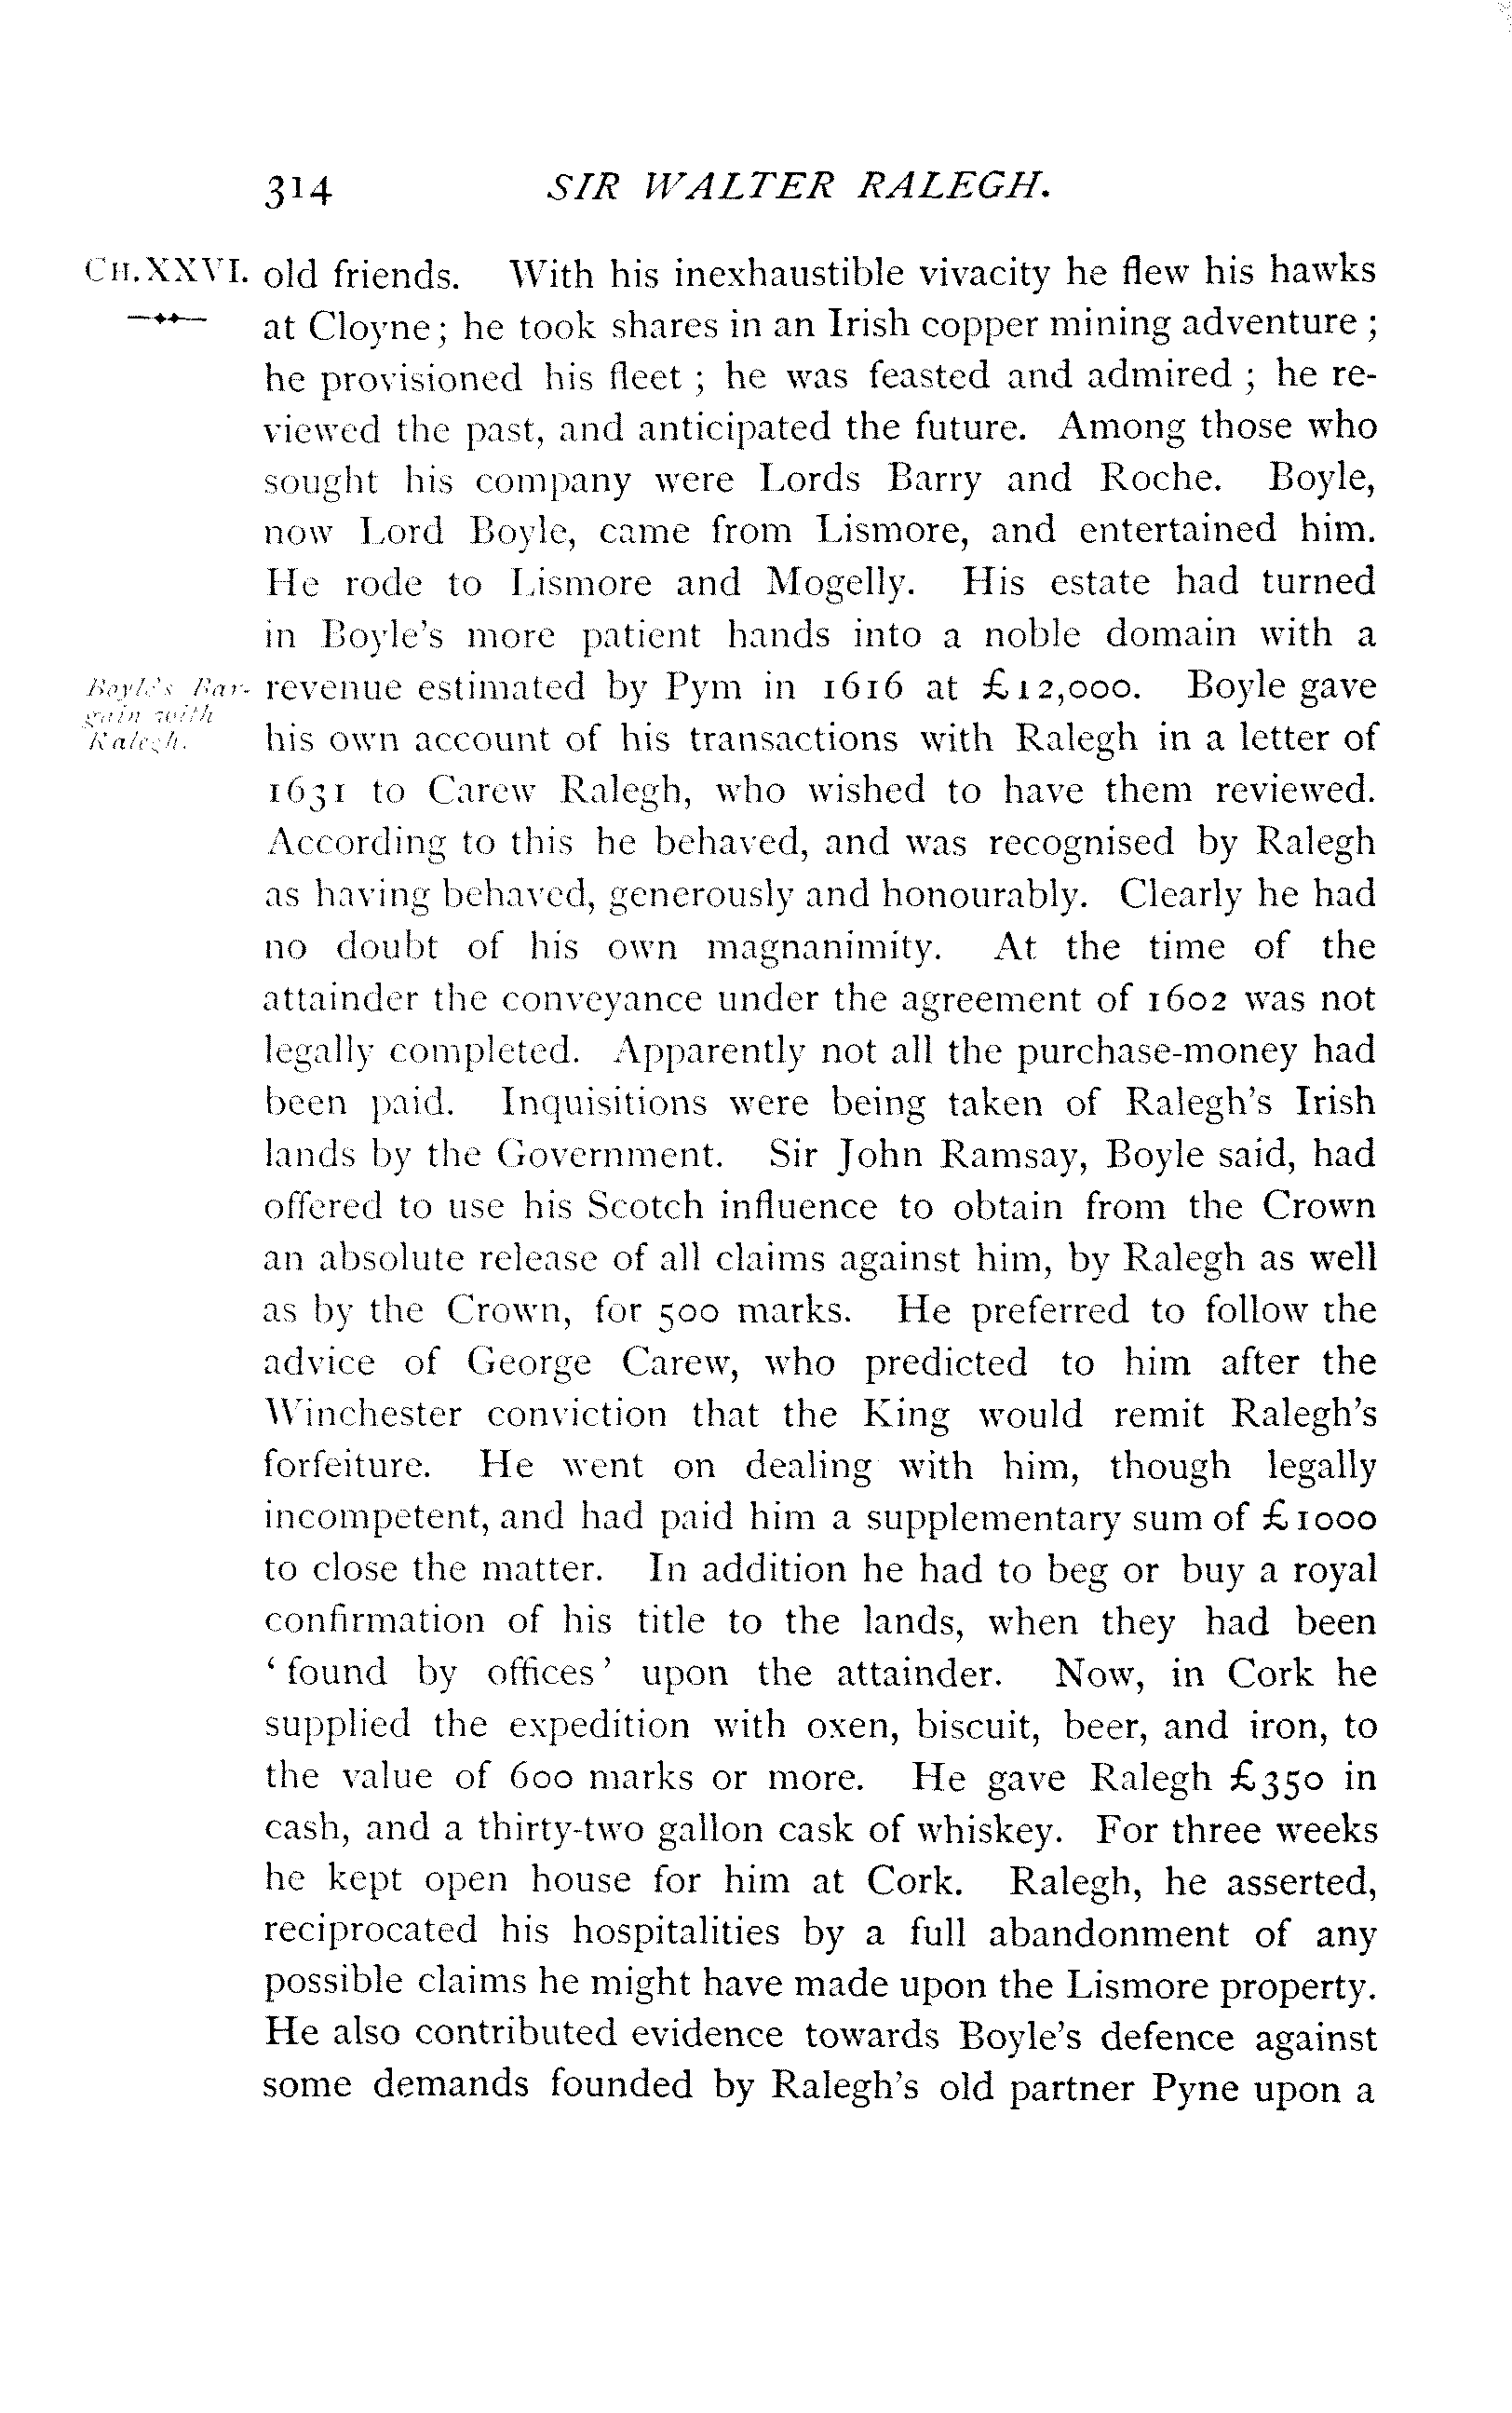 314 SIR WALTER RALEGH.
CH. XXVI. old friends. With his inexhaustible vivacity he flew his hawks
at Cloyne; he took shares in an Irish copper mining adventure;
he provisioned his fleet; he was feasted and admired; he re-
viewed the past, and anticipated the future. Among those who
sought his company were Lords Barry and Roche. Boyle,
now Lord Boyle, came from Lismore, and entertained him.
He rode to Lismore and Mogelly. His estate had turned
in Boyle's more patient hands into a noble domain with a
Boyle's Bar-
gain with
Ralegh.
revenue estimated by Pym in 1616 at £12,000. Boyle gave
his own account of his transactions with Ralegh in a letter of
1631 to Carew Ralegh, who wished to have them reviewed.
According to this he behaved, and was recognised by Ralegh
as having behaved, generously and honourably. Clearly he had
no doubt of his own magnanimity. At the time of the
attainder the conveyance under the agreement of 1602 was not
legally completed. Apparently not all the purchase-money had
been paid. Inquisitions were being taken of Ralegh's Irish
lands by the Government. Sir John Ramsay, Boyle said, had
offered to use his Scotch influence to obtain from the Crown
an absolute release of all claims against him, by Ralegh as well
as by the Crown, for 500 marks. He preferred to follow the
advice of George Carew, who predicted to him after the
Winchester conviction that the King would remit Ralegh's
forfeiture. He went on dealing with him, though legally
incompetent, and had paid him a supplementary sum of £1000
to close the matter. In addition he had to beg or buy a royal
confirmation of his title to the lands, when they had been
'found by offices' upon the attainder. Now, in Cork he
supplied the expedition with oxen, biscuit, beer, and iron, to
the value of 600 marks or more. He gave Ralegh £350 in
cash, and a thirty-two gallon cask of whiskey. For three weeks
he kept open house for him at Cork. Ralegh, he asserted,
reciprocated his hospitalities by a full abandonment of any
possible claims he might have made upon the Lismore property.
He also contributed evidence towards Boyle's defence against
some demands founded by Ralegh's old partner Pyne upon a